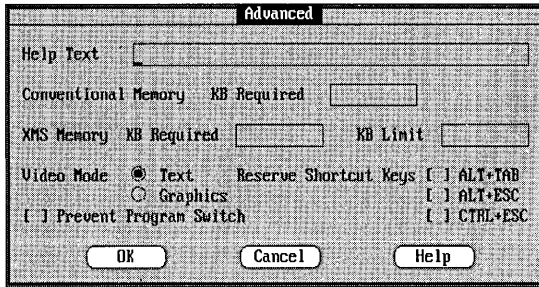 Advanced
Help Text
Conventional Memory KB Required
XMS Memory KB Required KB Limit
Video Mode Text Reserve Shortcut Keys [ ] ALT+TAB
Graphics [ ] ALT+ESC
[ ] Prevent Program Switch [ ] CTRL+ESC
OK Cancel Help